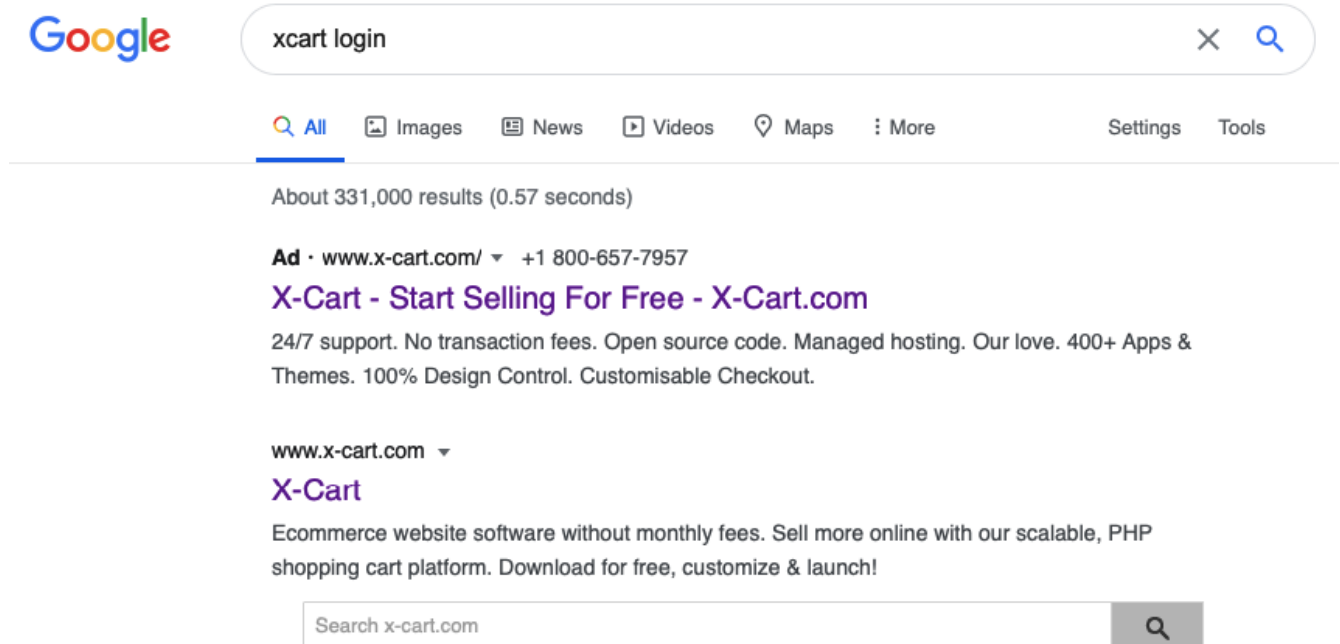 Google
xcart login
All Images News Videos Maps More Settings Tools
About 331,000 results (0.57 seconds)
Ad · www.x-cart.com/ +1 800-657-7957
X-Cart - Start Selling For Free - X-Cart.com
24/7 support. No transaction fees. Open source code. Managed hosting. Our love. 400+ Apps &
Themes. 100% Design Control. Customisable Checkout.
www.x-cart.com
X-Cart
Ecommerce website software without monthly fees. Sell more online with our scalable, PHP
shopping cart platform. Download for free, customize & launch!
Search x-cart.com